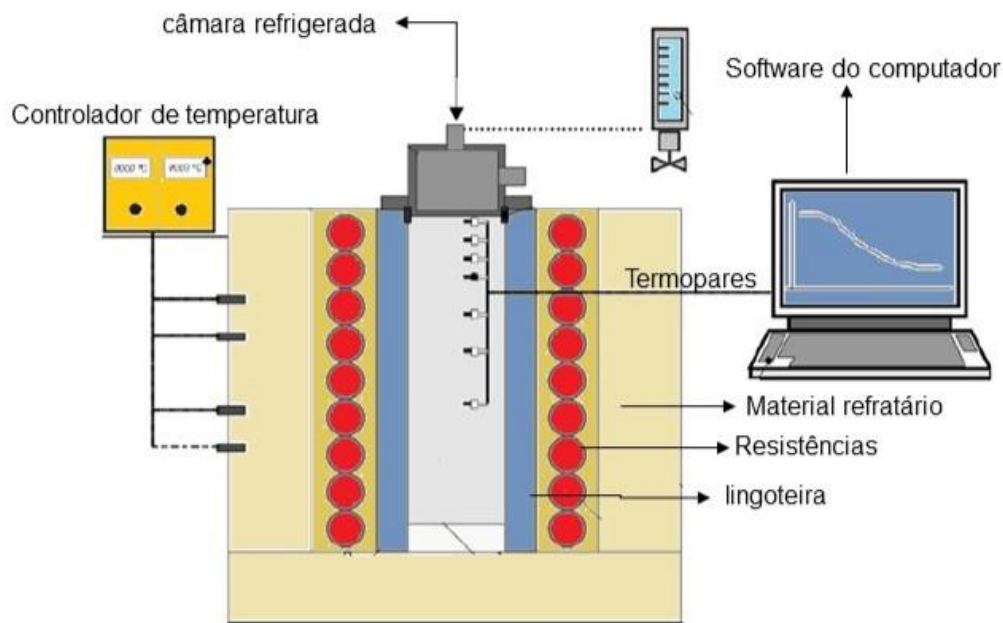 câmara refrigerada
Software do computador
Controlador de temperatura
Termopares
Material refratário
Resistências
lingoteira